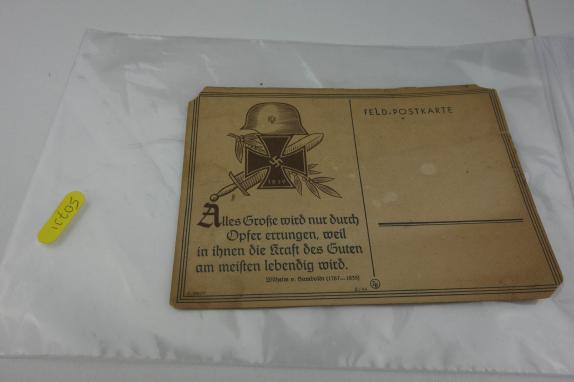 FELD-POSTKARTE
1939
Alles Große wird nur durch
Opfer errungen, weil
in ihnen die Kraft des Guten
am meisten lebendig wird.
Wilhelm v. Humboldt (1767—1835)